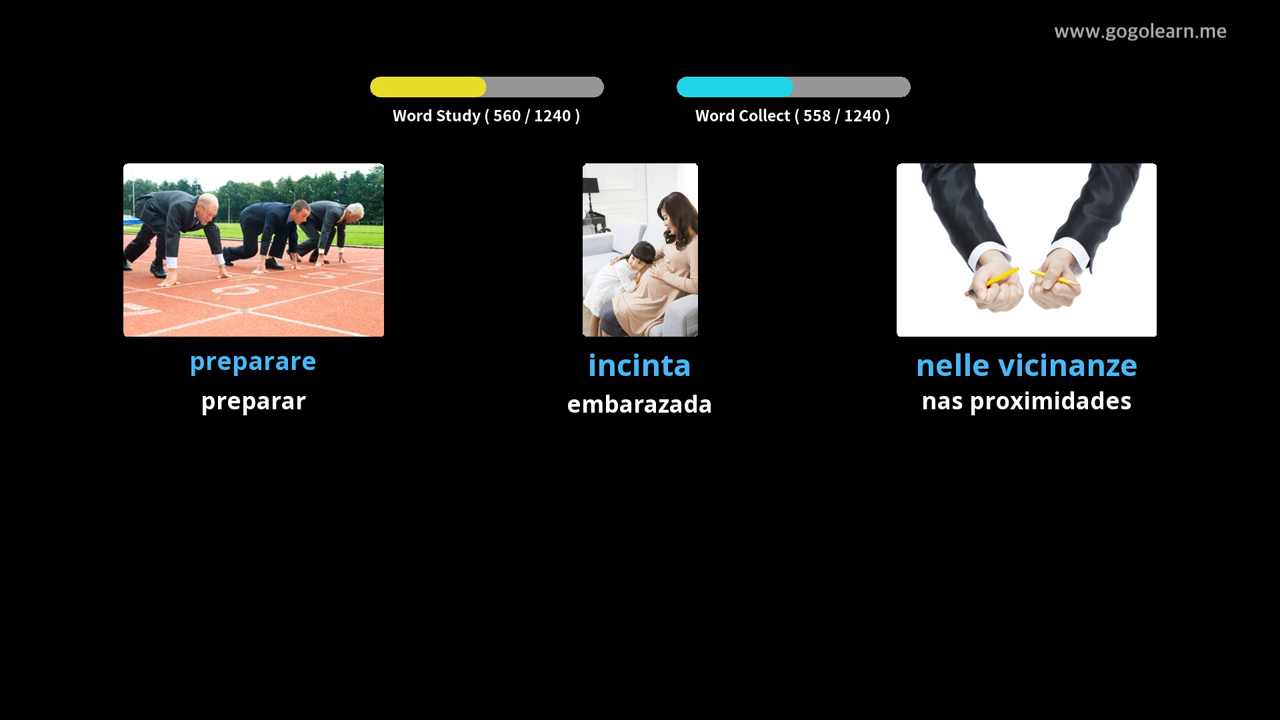 www.gogolearn.me
Word Study ( 560 / 1240 )
Word Collect ( 558 / 1240 )
preparare
preparar
incinta
embarazada
nelle vicinanze
nas proximidades